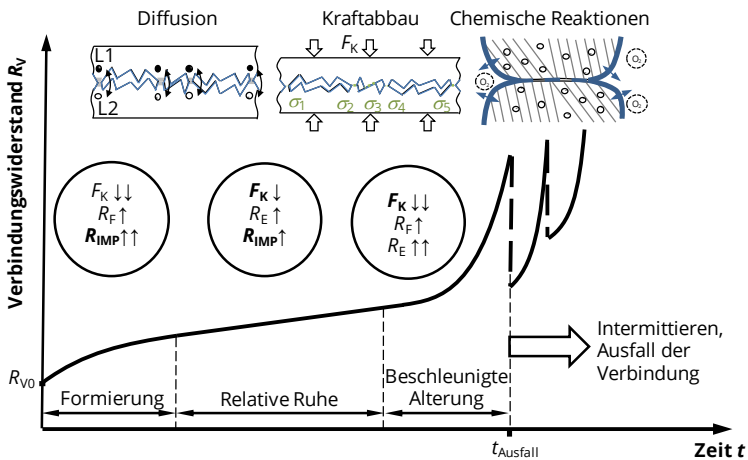 Diffusion
Kraftabbau
Chemische Reaktionen
L1
L2
F_K
σ₁ σ₂ σ₃ σ₄ σ₅
O₂
O₂
O₂
Verbindungswiderstand R_V
F_K ↓↓
R_F ↑
R_IMP ↑↑
F_K ↓
R_E ↑
R_IMP ↑
F_K ↓↓
R_F ↑
R_E ↑↑
Intermittieren,
Ausfall der
Verbindung
R_V0
Formierung
Relative Ruhe
Beschleunigte
Alterung
t_Ausfall
Zeit t